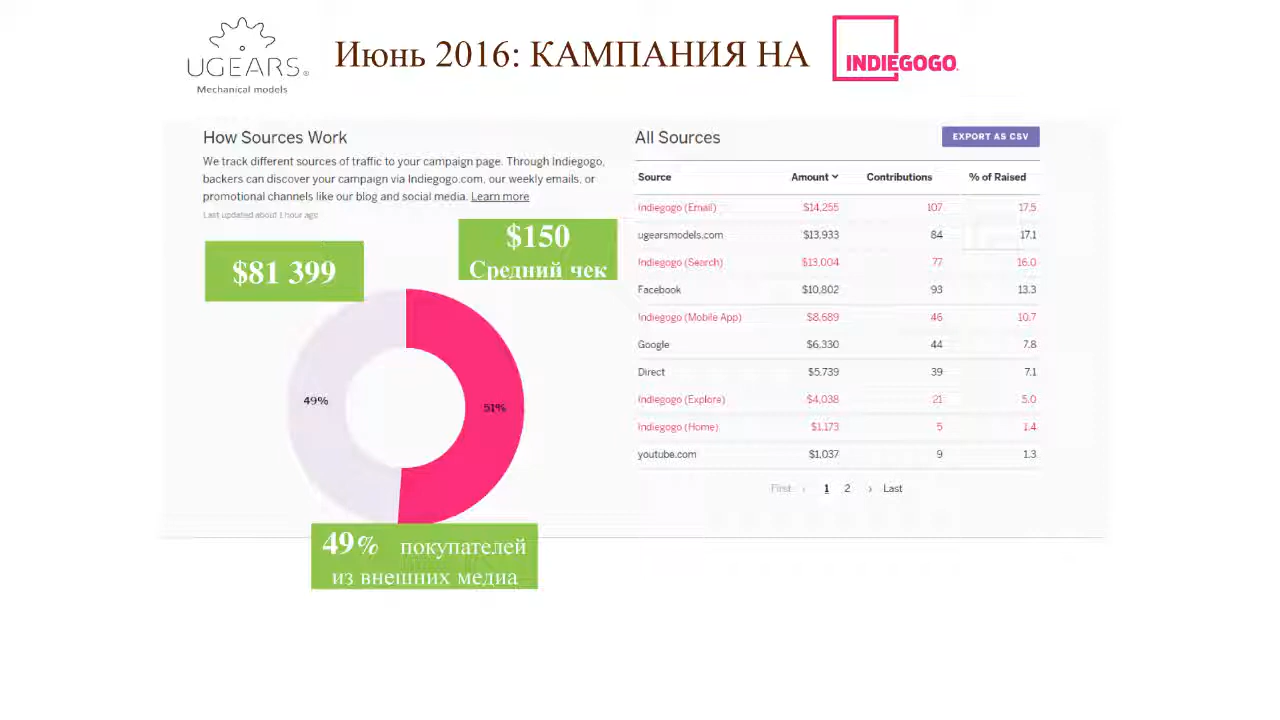 UGEARS®
Mechanical models
Июнь 2016: КАМПАНИЯ НА
INDIEGOGO.
How Sources Work
We track different sources of traffic to your campaign page. Through Indiegogo,
backers can discover your campaign via Indiegogo.com, our weekly emails, or
promotional channels like our blog and social media. Learn more
Last updated about 1 hour ago
$81 399
$150
Средний чек
49%
51%
49% покупателей
из внешних медиа
All Sources
EXPORT AS CSV
Source Amount Contributions % of Raised
Indiegogo (Email) $14,255 107 17.5
ugearsmodels.com $13,933 84 17.1
Indiegogo (Search) $13,004 77 16.0
Facebook $10,802 93 13.3
Indiegogo (Mobile App) $8,689 46 10.7
Google $6,330 44 7.8
Direct $5,739 39 7.1
Indiegogo (Explore) $4,038 21 5.0
Indiegogo (Home) $1,173 5 1.4
youtube.com $1,037 9 1.3
First ‹ 1 2 › Last